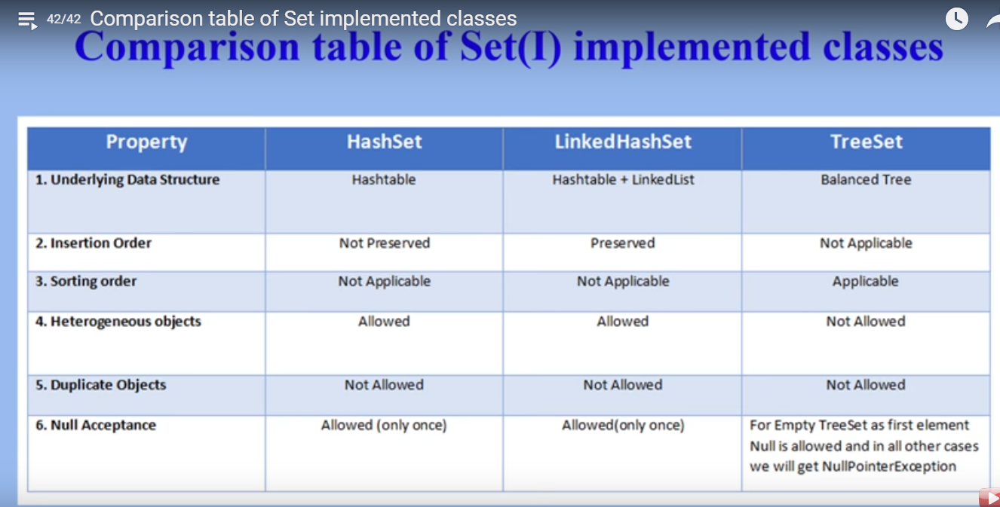 42/42 Comparison table of Set implemented classes
Comparison table of Set(I) implemented classes
Property HashSet LinkedHashSet TreeSet
1. Underlying Data Structure Hashtable Hashtable + LinkedList Balanced Tree
2. Insertion Order Not Preserved Preserved Not Applicable
3. Sorting order Not Applicable Not Applicable Applicable
4. Heterogeneous objects Allowed Allowed Not Allowed
5. Duplicate Objects Not Allowed Not Allowed Not Allowed
6. Null Acceptance Allowed (only once) Allowed(only once) For Empty TreeSet as first element
Null is allowed and in all other cases
we will get NullPointerException